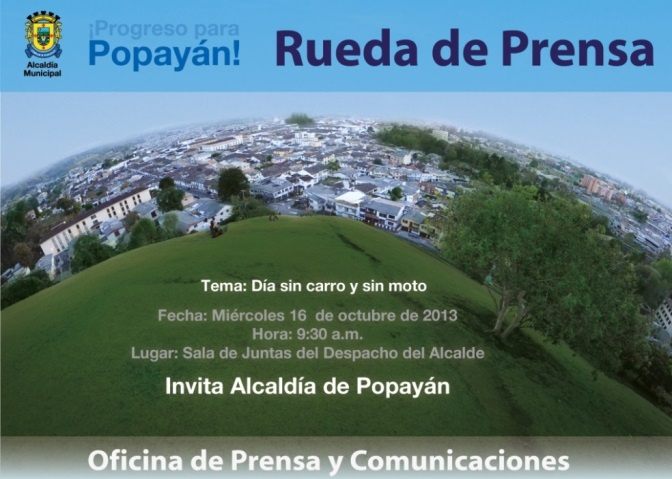 ¡Progreso para
Popayán!
Rueda de Prensa
Alcaldía
Municipal
Tema: Día sin carro y sin moto
Fecha: Miércoles 16 de octubre de 2013
Hora: 9:30 a.m.
Lugar: Sala de Juntas del Despacho del Alcalde
Invita Alcaldía de Popayán
Oficina de Prensa y Comunicaciones